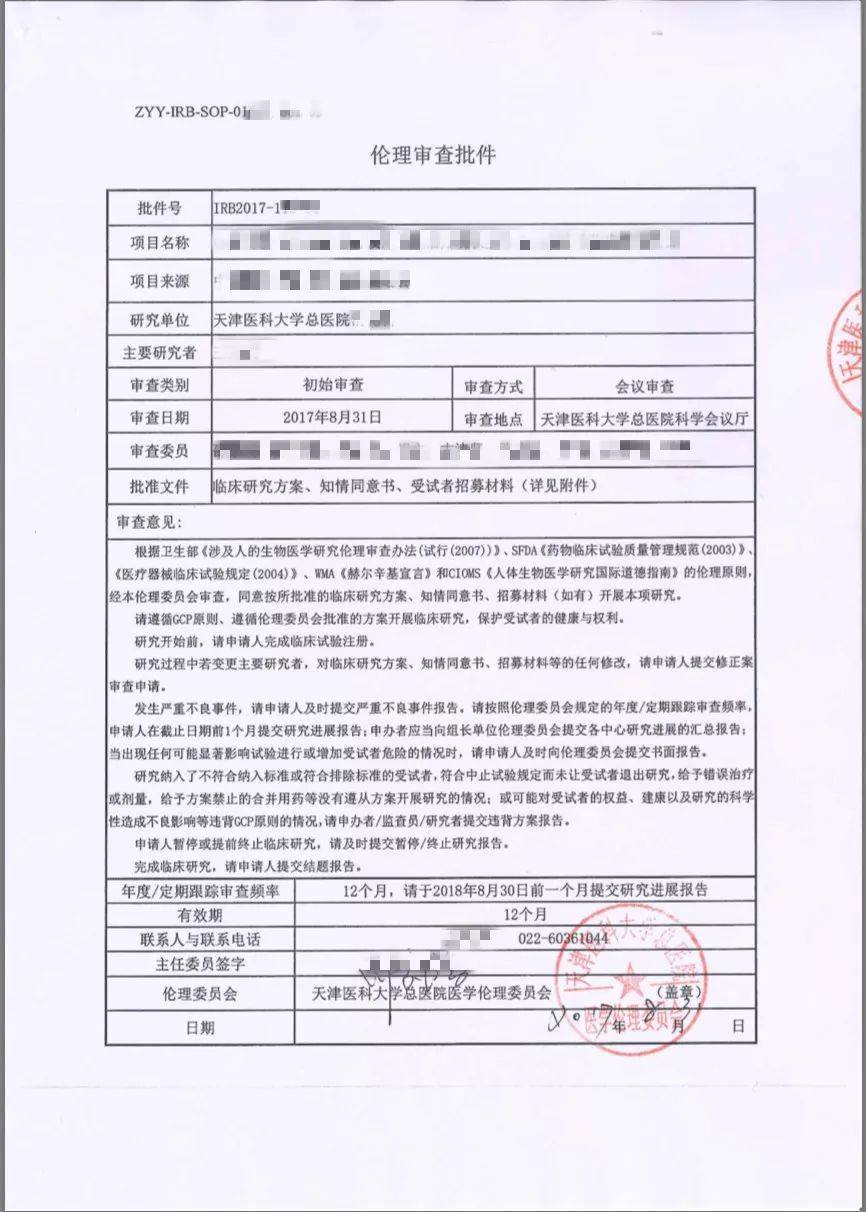 ZYY-IRB-SOP-01
伦理审查批件
批件号 IRB2017-1
项目名称
项目来源
研究单位 天津医科大学总医院
主要研究者
审查类别 初始审查 审查方式 会议审查
审查日期 2017年8月31日 审查地点 天津医科大学总医院科学会议厅
审查委员
批准文件 临床研究方案、知情同意书、受试者招募材料（详见附件）
审查意见：
根据卫生部《涉及人的生物医学研究伦理审查办法(试行(2007))》、SFDA《药物临床试验质量管理规范(2003)》、
《医疗器械临床试验规定(2004)》、WMA《赫尔辛基宣言》和CIOMS《人体生物医学研究国际道德指南》的伦理原则，
经本伦理委员会审查，同意按所批准的临床研究方案、知情同意书、招募材料（如有）开展本项研究。
请遵循GCP原则、遵循伦理委员会批准的方案开展临床研究，保护受试者的健康与权利。
研究开始前，请申请人完成临床试验注册。
研究过程中若变更主要研究者，对临床研究方案、知情同意书、招募材料等的任何修改，请申请人提交修正案
审查申请。
发生严重不良事件，请申请人及时提交严重不良事件报告。请按照伦理委员会规定的年度/定期跟踪审查频率，
申请人在截止日期前1个月提交研究进展报告；申办者应当向组长单位伦理委员会提交各中心研究进展的汇总报告；
当出现任何可能显著影响试验进行或增加受试者危险的情况时，请申请人及时向伦理委员会提交书面报告。
研究纳入了不符合纳入标准或符合排除标准的受试者，符合中止试验规定而未让受试者退出研究，给予错误治疗
或剂量，给予方案禁止的合并用药等没有遵从方案开展研究的情况；或可能对受试者的权益、建康以及研究的科学
性造成不良影响等违背GCP原则的情况，请申办者/监查员/研究者提交违背方案报告。
申请人暂停或提前终止临床研究，请及时提交暂停/终止研究报告。
完成临床研究，请申请人提交结题报告。
年度/定期跟踪审查频率 12个月，请于2018年8月30日前一个月提交研究进展报告
有效期 12个月
联系人与联系电话 022-60361044
主任委员签字
伦理委员会 天津医科大学总医院医学伦理委员会 （盖章）
日期 2017年8月31日
天津医科大学总医院
医学伦理委员会
天津医